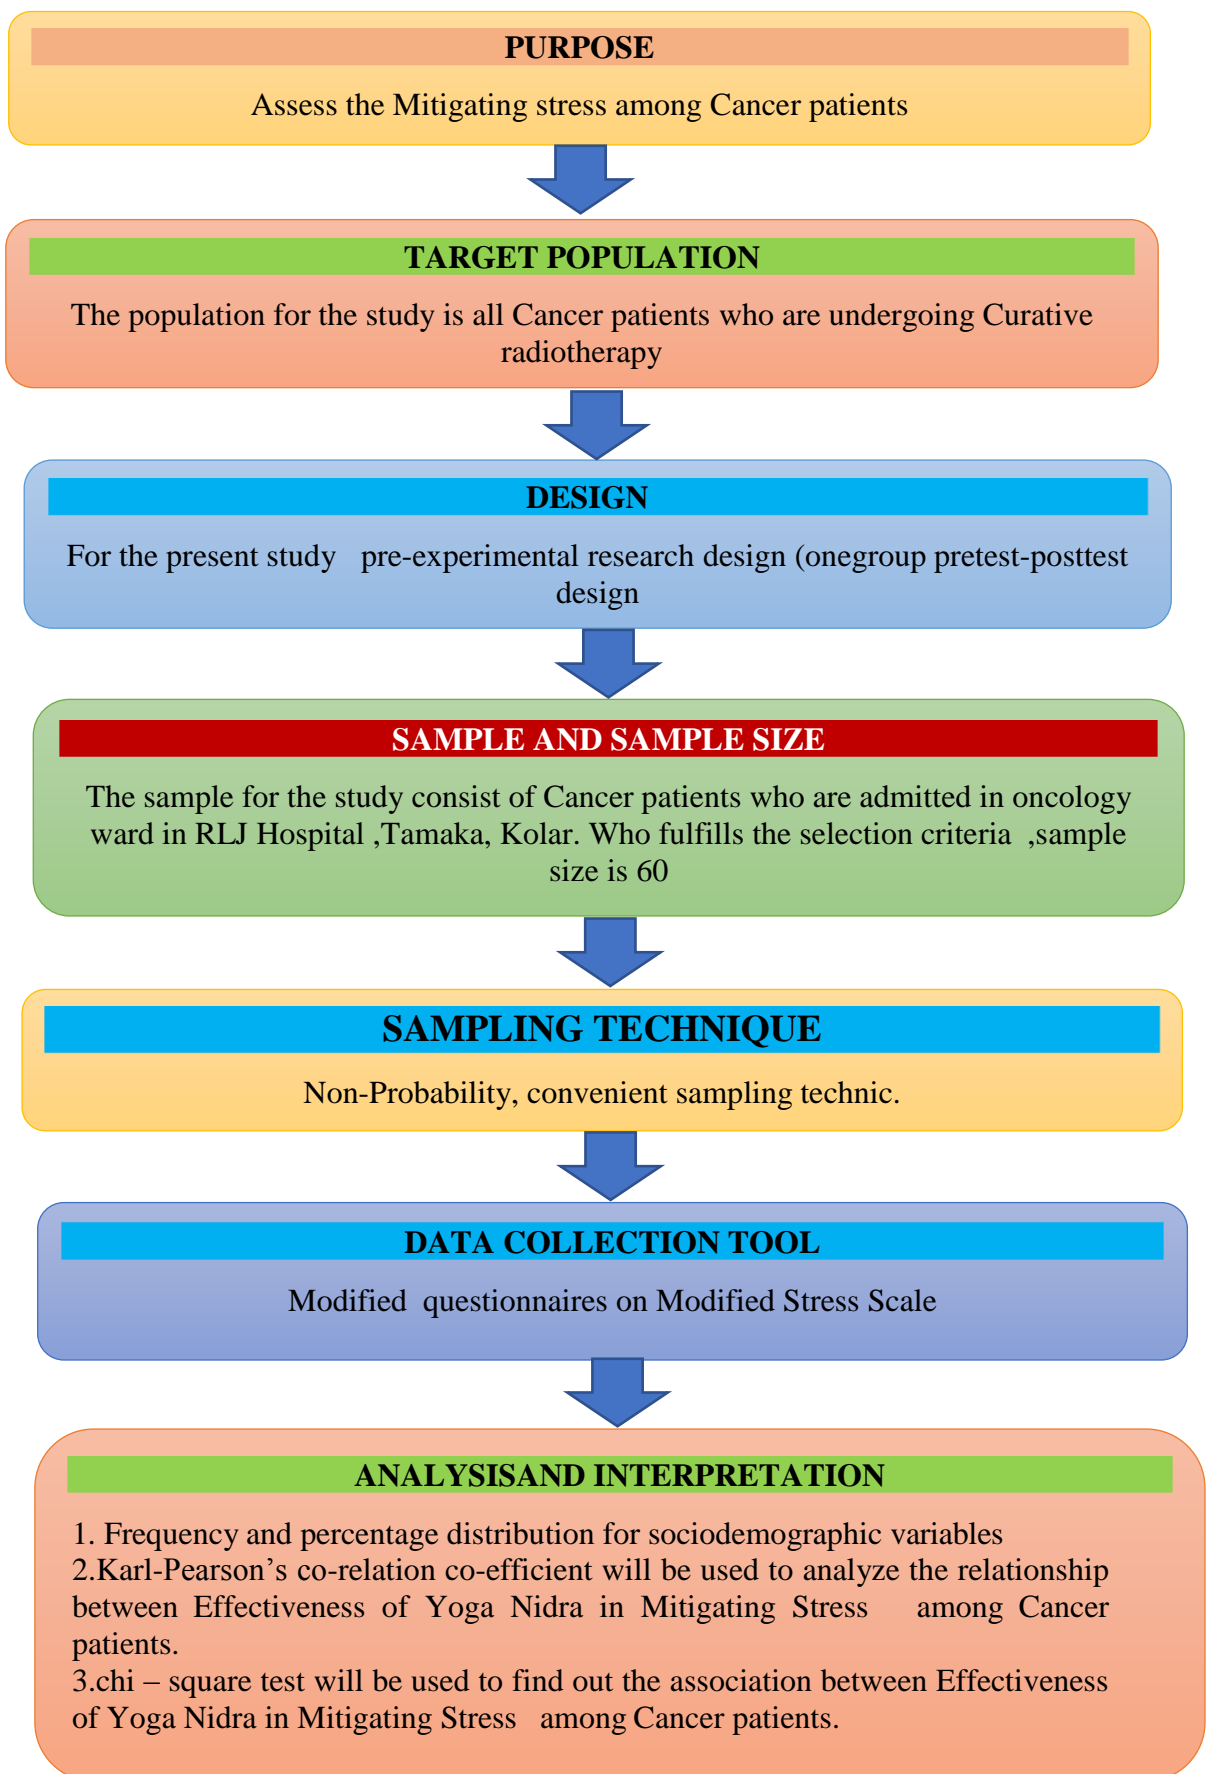 PURPOSE
Assess the Mitigating stress among Cancer patients
TARGET POPULATION
The population for the study is all Cancer patients who are undergoing Curative
radiotherapy
DESIGN
For the present study pre-experimental research design (onegroup pretest-posttest
design
SAMPLE AND SAMPLE SIZE
The sample for the study consist of Cancer patients who are admitted in oncology
ward in RLJ Hospital ,Tamaka, Kolar. Who fulfills the selection criteria ,sample
size is 60
SAMPLING TECHNIQUE
Non-Probability, convenient sampling technic.
DATA COLLECTION TOOL
Modified questionnaires on Modified Stress Scale
ANALYSISAND INTERPRETATION
1. Frequency and percentage distribution for sociodemographic variables
2.Karl-Pearson’s co-relation co-efficient will be used to analyze the relationship
between Effectiveness of Yoga Nidra in Mitigating Stress among Cancer
patients.
3.chi – square test will be used to find out the association between Effectiveness
of Yoga Nidra in Mitigating Stress among Cancer patients.